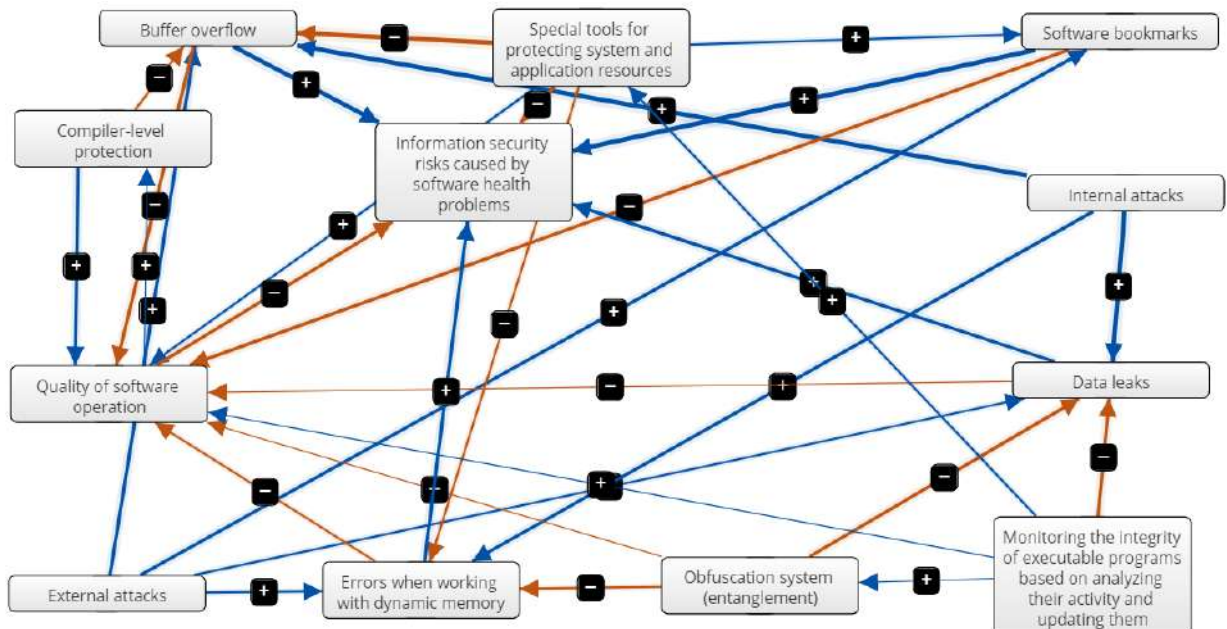 Buffer overflow
Special tools for
protecting system and
application resources
Software bookmarks
Compiler-level
protection
Information security
risks caused by
software health
problems
Internal attacks
Quality of software
operation
Data leaks
External attacks
Errors when working
with dynamic memory
Obfuscation system
(entanglement)
Monitoring the integrity
of executable programs
based on analyzing
their activity and
updating them